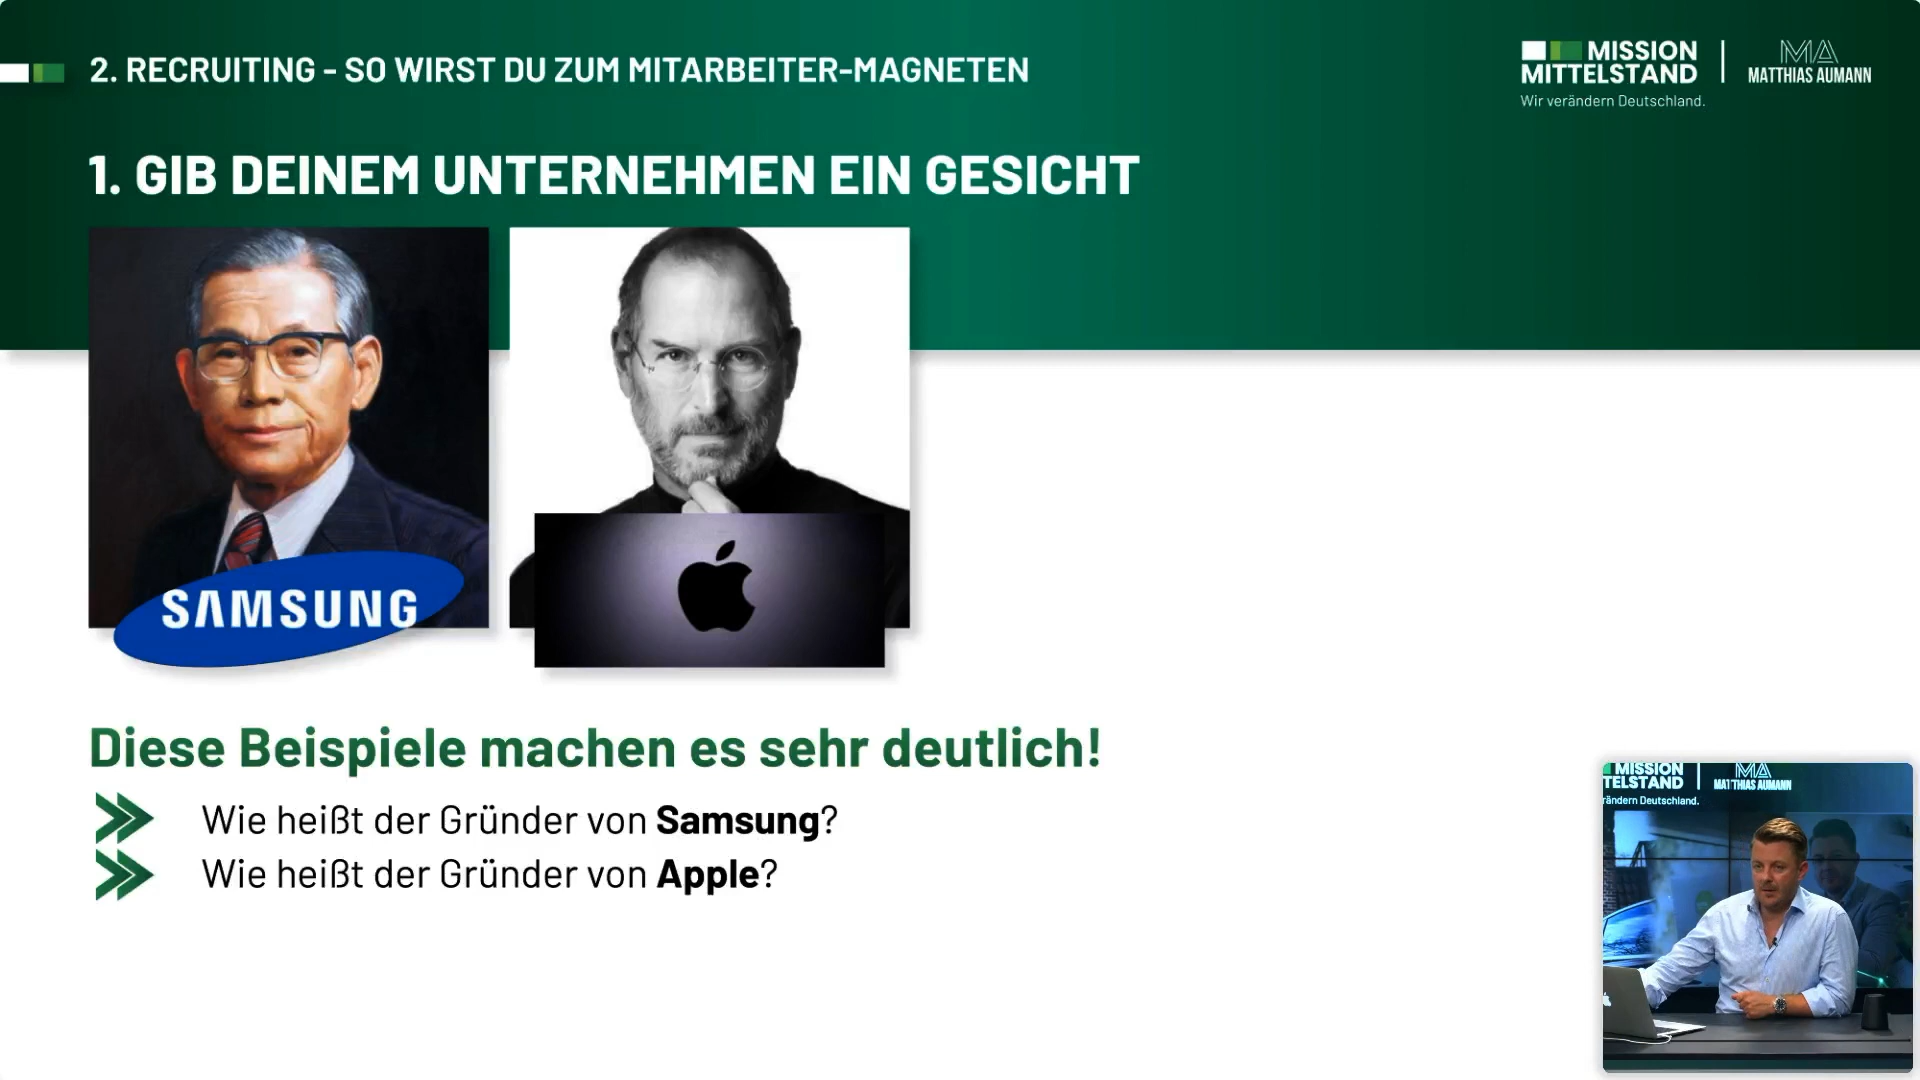 2. RECRUITING - SO WIRST DU ZUM MITARBEITER-MAGNETEN
MISSION
MITTELSTAND
Wir verändern Deutschland.
MA
MATTHIAS AUMANN
1. GIB DEINEM UNTERNEHMEN EIN GESICHT
SAMSUNG
Diese Beispiele machen es sehr deutlich!
Wie heißt der Gründer von Samsung?
Wie heißt der Gründer von Apple?
MISSION
TELSTAND
rändern Deutschland.
MA
MATTHIAS AUMANN